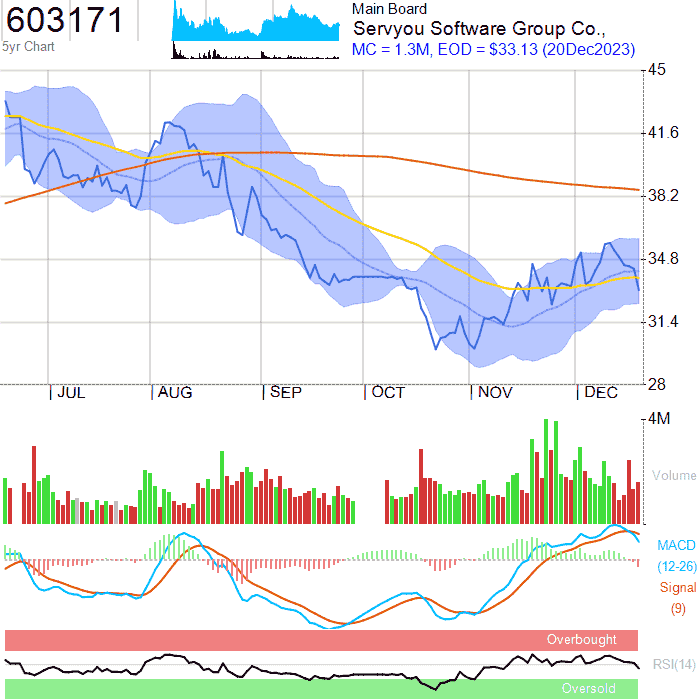 603171
5yr Chart
Main Board
Servyou Software Group Co.,
MC = 1.3M, EOD = $33.13 (20Dec2023)
45
41.6
38.2
34.8
31.4
28
JUL AUG SEP OCT NOV DEC
4M
Volume
MACD
(12-26)
Signal
(9)
Overbought
RSI(14)
Oversold